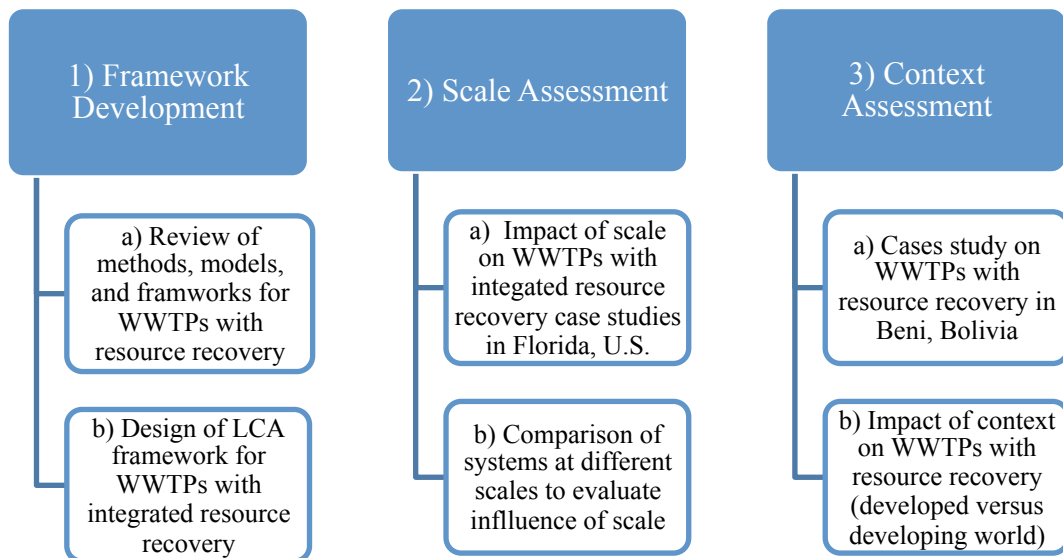 1) Framework
Development
a) Review of
methods, models,
and framworks for
WWTPs with
resource recovery
b) Design of LCA
framework for
WWTPs with
integrated resource
recovery
2) Scale Assessment
a) Impact of scale
on WWTPs with
integated resource
recovery case studies
in Florida, U.S.
b) Comparison of
systems at different
scales to evaluate
influence of scale
3) Context
Assessment
a) Cases study on
WWTPs with
resource recovery in
Beni, Bolivia
b) Impact of context
on WWTPs with
resource recovery
(developed versus
developing world)